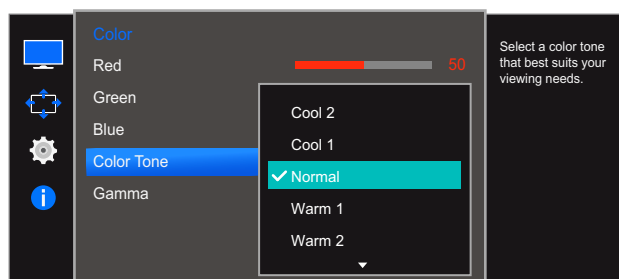 Color
Red
50
Green
Blue
Color Tone
Gamma
Cool 2
Cool 1
Normal
Warm 1
Warm 2
Select a color tone
that best suits your
viewing needs.
i